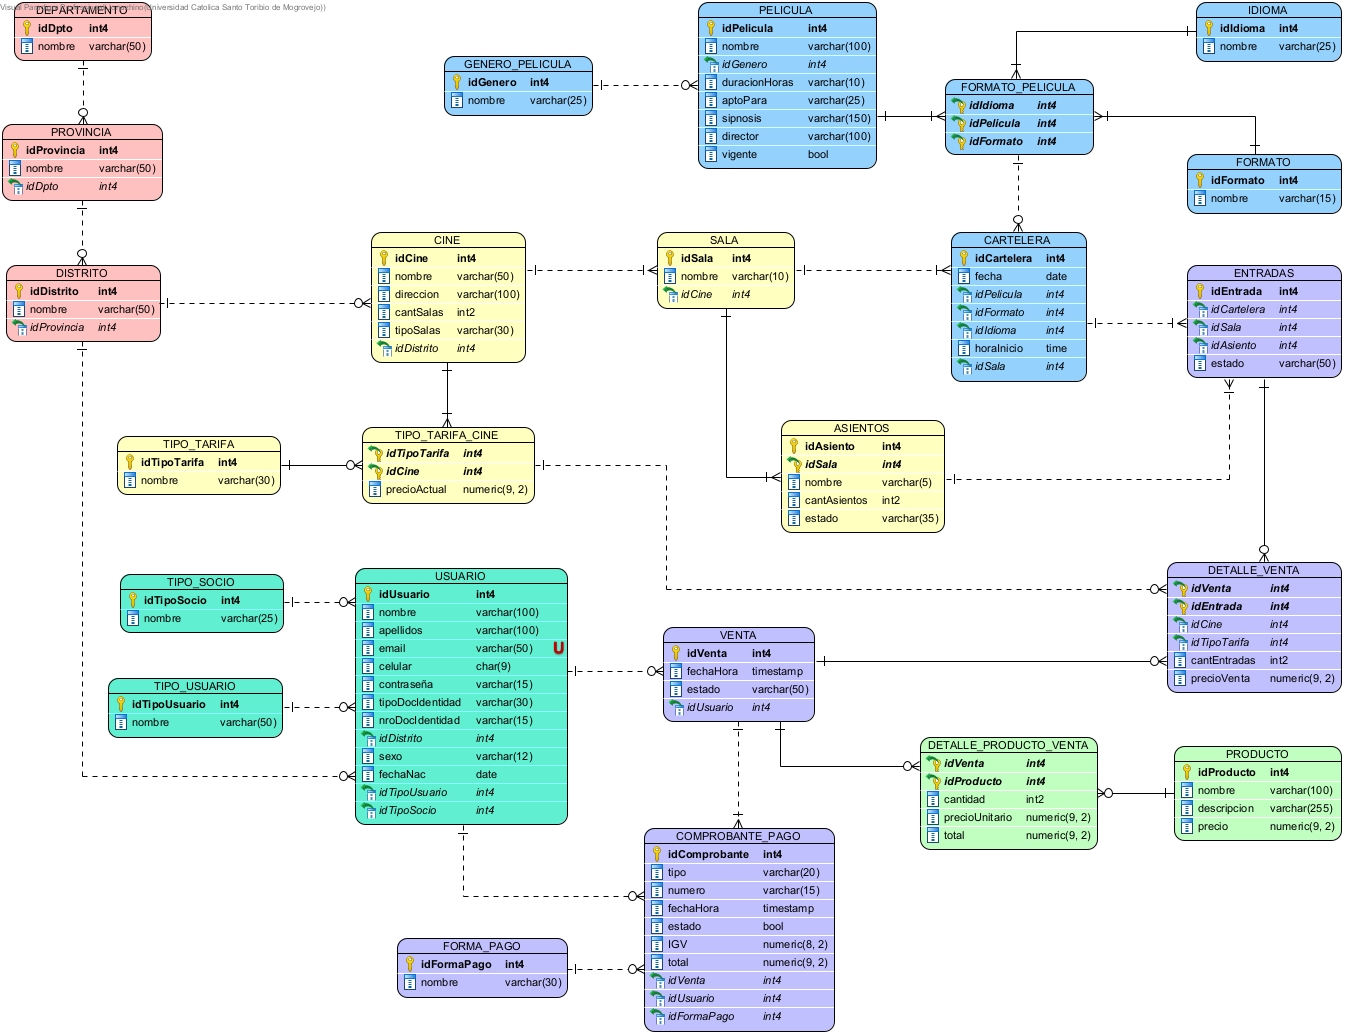 DEPARTAMENTO
idDpto int4
nombre varchar(50)
PROVINCIA
idProvincia int4
nombre varchar(50)
idDpto int4
DISTRITO
idDistrito int4
nombre varchar(50)
idProvincia int4
GENERO_PELICULA
idGenero int4
nombre varchar(25)
PELICULA
idPelicula int4
nombre varchar(100)
idGenero int4
duracionHoras varchar(10)
aptoPara varchar(25)
sipnosis varchar(150)
director varchar(100)
vigente bool
IDIOMA
idIdioma int4
nombre varchar(25)
FORMATO_PELICULA
idIdioma int4
idPelicula int4
idFormato int4
FORMATO
idFormato int4
nombre varchar(15)
CINE
idCine int4
nombre varchar(50)
direccion varchar(100)
cantSalas int2
tipoSalas varchar(30)
idDistrito int4
SALA
idSala int4
nombre varchar(10)
idCine int4
CARTELERA
idCartelera int4
fecha date
idPelicula int4
idFormato int4
idIdioma int4
horaInicio time
idSala int4
ENTRADAS
idEntrada int4
idCartelera int4
idSala int4
idAsiento int4
estado varchar(50)
TIPO_TARIFA
idTipoTarifa int4
nombre varchar(30)
TIPO_TARIFA_CINE
idTipoTarifa int4
idCine int4
precioActual numeric(9, 2)
ASIENTOS
idAsiento int4
idSala int4
nombre varchar(5)
cantAsientos int2
estado varchar(35)
TIPO_SOCIO
idTipoSocio int4
nombre varchar(25)
TIPO_USUARIO
idTipoUsuario int4
nombre varchar(50)
USUARIO
idUsuario int4
nombre varchar(100)
apellidos varchar(100)
email varchar(50) U
celular char(9)
contraseña varchar(15)
tipoDocIdentidad varchar(30)
nroDocIdentidad varchar(15)
idDistrito int4
sexo varchar(12)
fechaNac date
idTipoUsuario int4
idTipoSocio int4
VENTA
idVenta int4
fechaHora timestamp
estado varchar(50)
idUsuario int4
DETALLE_VENTA
idVenta int4
idEntrada int4
idCine int4
idTipoTarifa int4
cantEntradas int2
precioVenta numeric(9, 2)
DETALLE_PRODUCTO_VENTA
idVenta int4
idProducto int4
cantidad int2
precioUnitario numeric(9, 2)
total numeric(9, 2)
PRODUCTO
idProducto int4
nombre varchar(100)
descripcion varchar(255)
precio numeric(9, 2)
COMPROBANTE_PAGO
idComprobante int4
tipo varchar(20)
numero varchar(15)
fechaHora timestamp
estado bool
IGV numeric(8, 2)
total numeric(9, 2)
idVenta int4
idUsuario int4
idFormaPago int4
FORMA_PAGO
idFormaPago int4
nombre varchar(30)